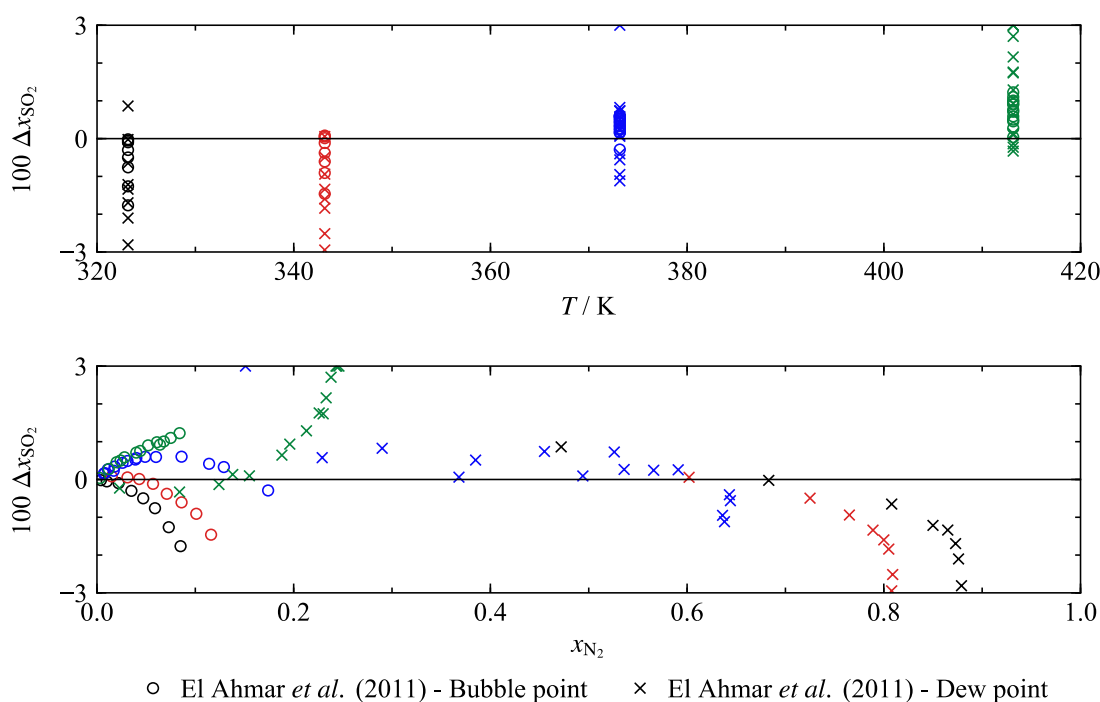 3
0
−3
100 Δx_SO₂
320 340 360 380 400 420
T / K
3
0
−3
100 Δx_SO₂
0.0 0.2 0.4 0.6 0.8 1.0
x_N₂
El Ahmar et al. (2011) - Bubble point El Ahmar et al. (2011) - Dew point